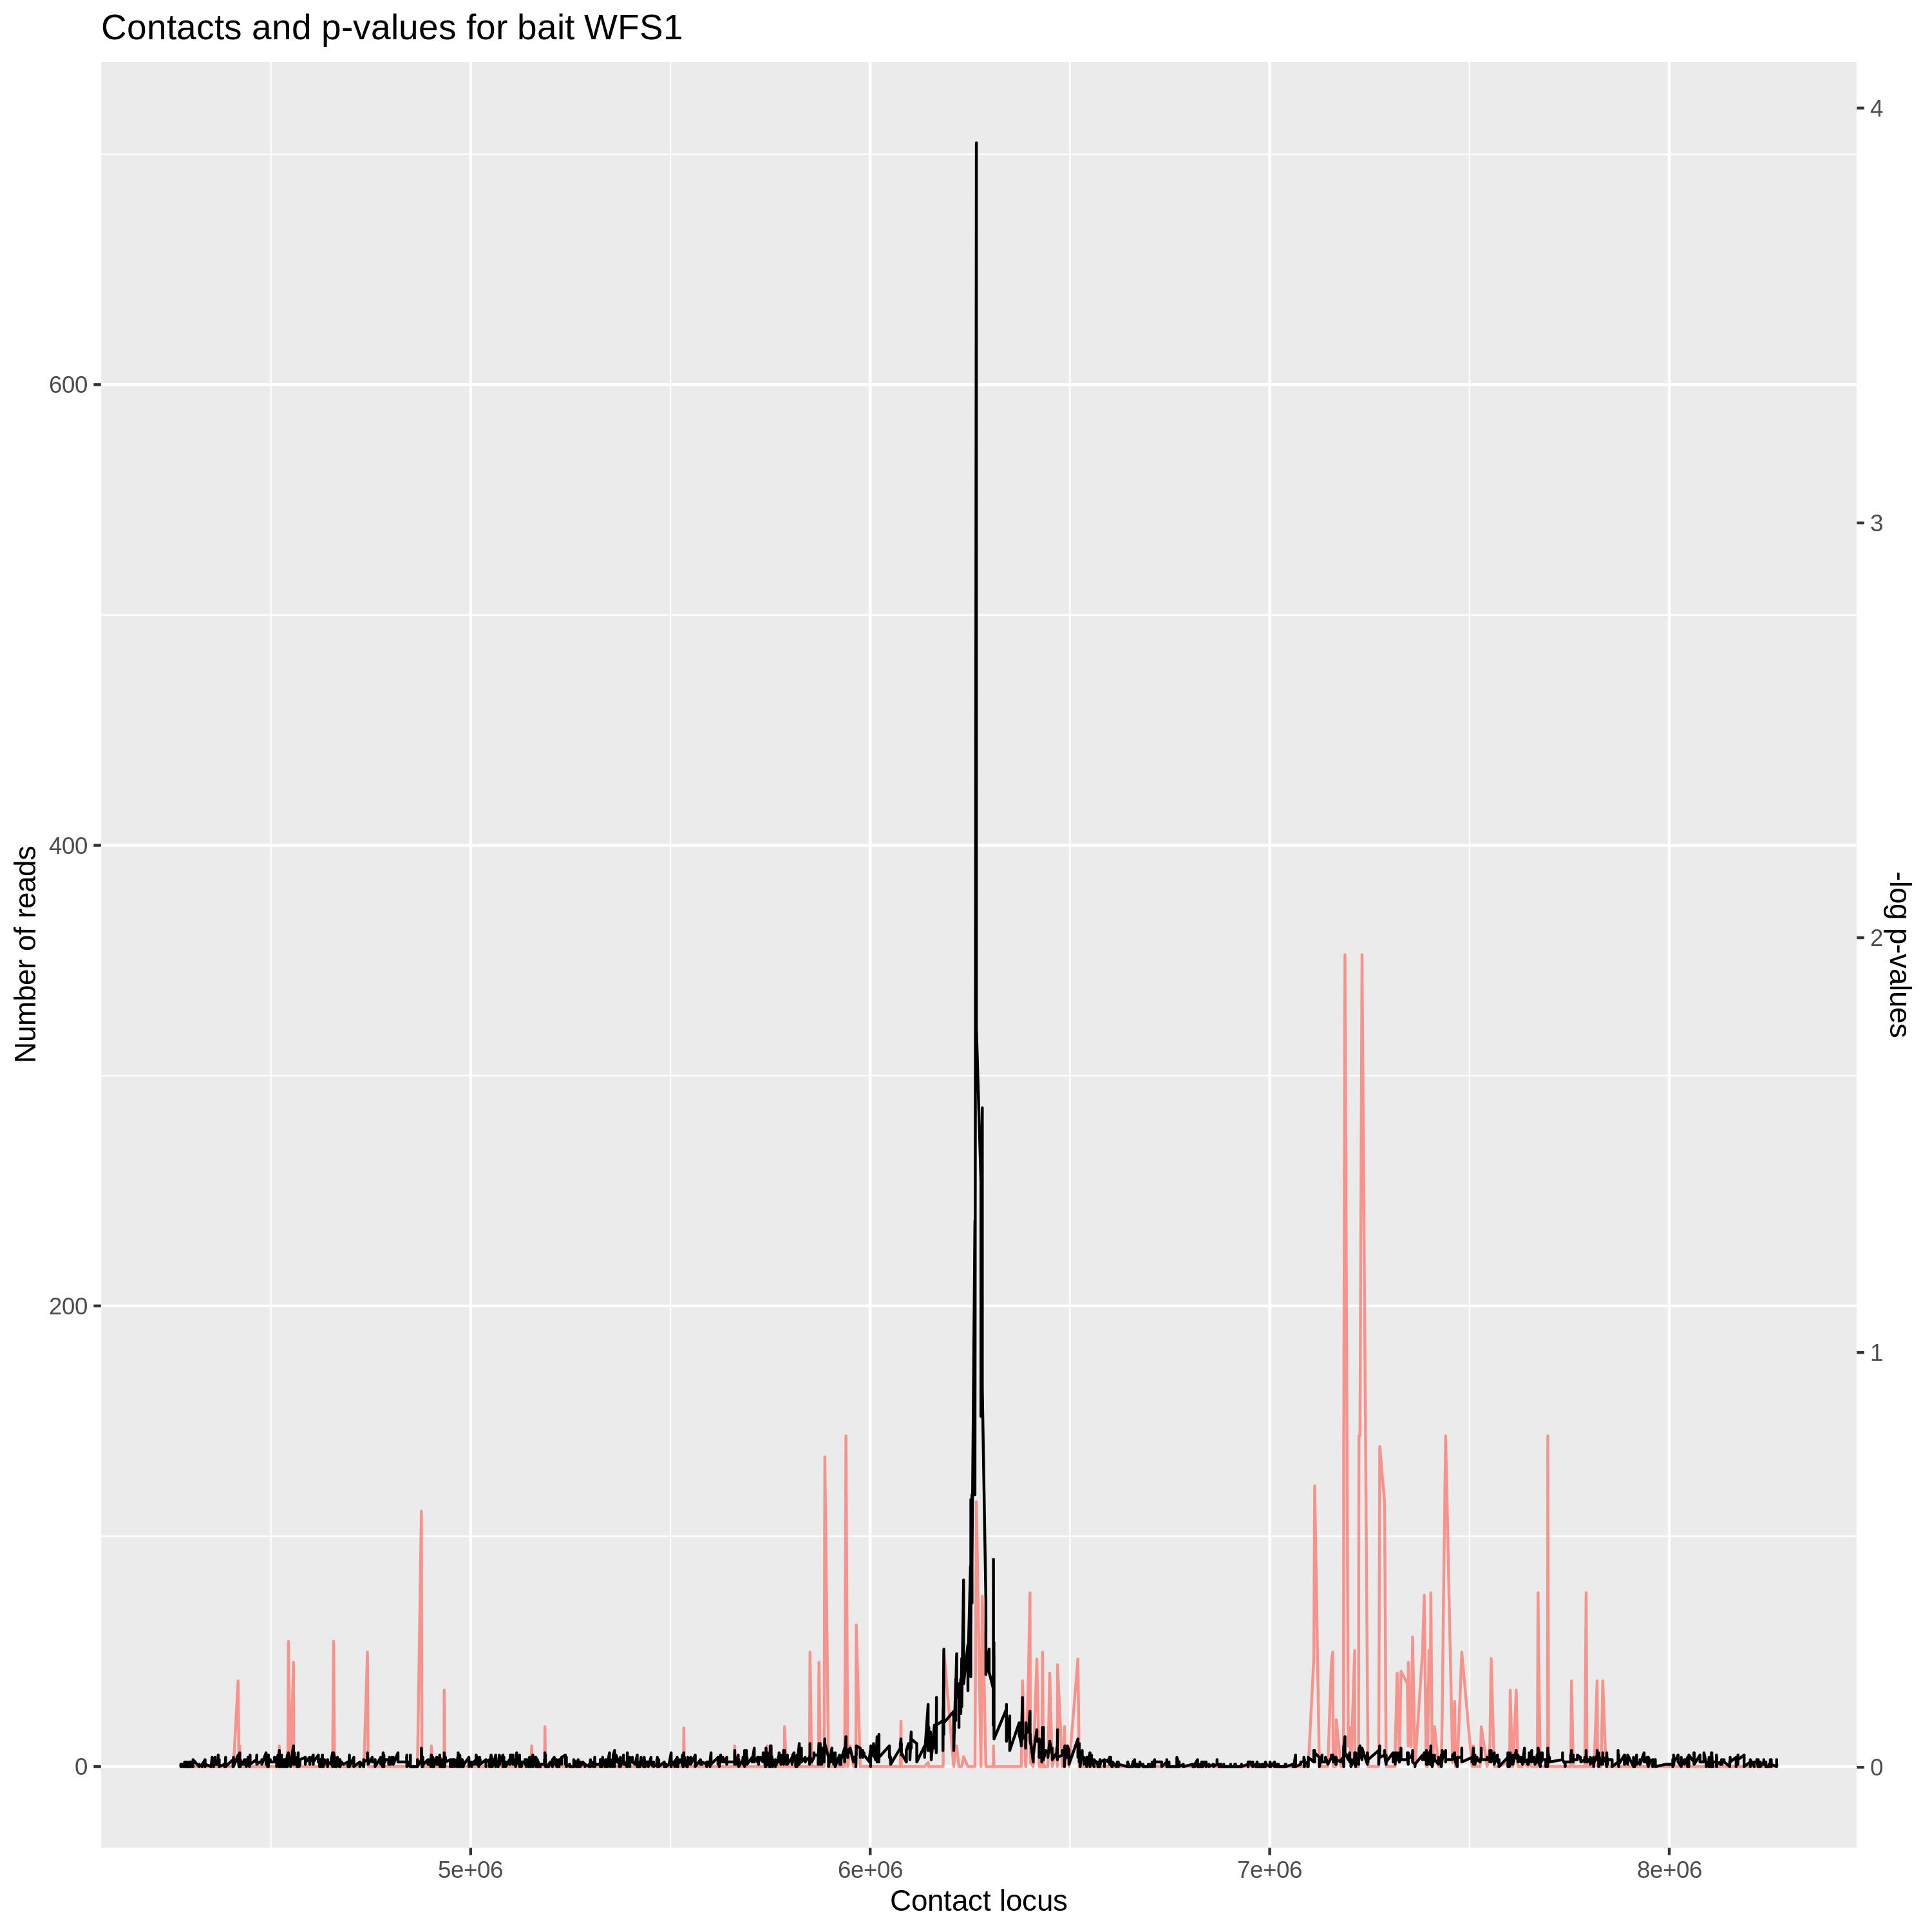 Contacts and p-values for bait WFS1
Number of reads
600
400
200
0
4
3
2
1
0
-log p-values
5e+06 6e+06 7e+06 8e+06
Contact locus